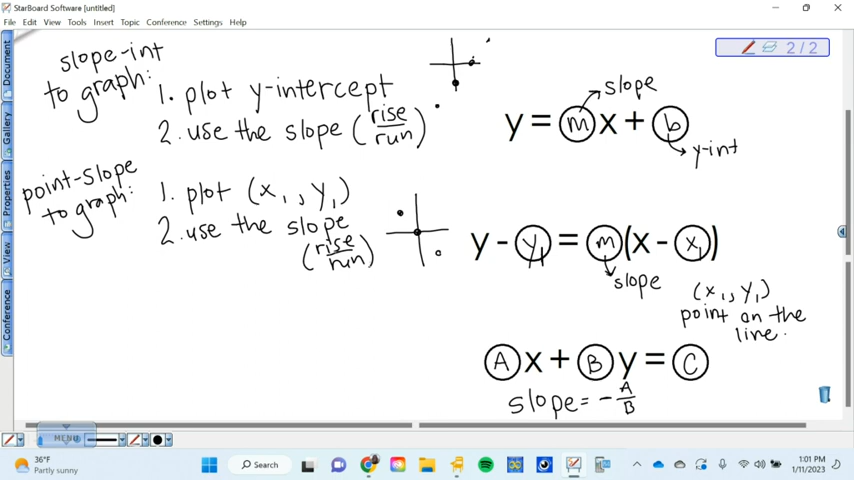 StarBoard Software [untitled]
File Edit View Tools Insert Topic Conference Settings Help
Document
Gallery
Properties
View
Conference
2/2
slope-int
to graph:
1. plot y-intercept
2. use the slope (rise/run)
y = mx + b
slope
y-int
point-slope
to graph:
1. plot (x₁, y₁)
2. use the slope
(rise/run)
y - y₁ = m(x - x₁)
slope
(x₁, y₁)
point on the
line.
Ax + By = C
slope = -A/B
MENU
36°F
Partly sunny
Search
1:01 PM
1/11/2023